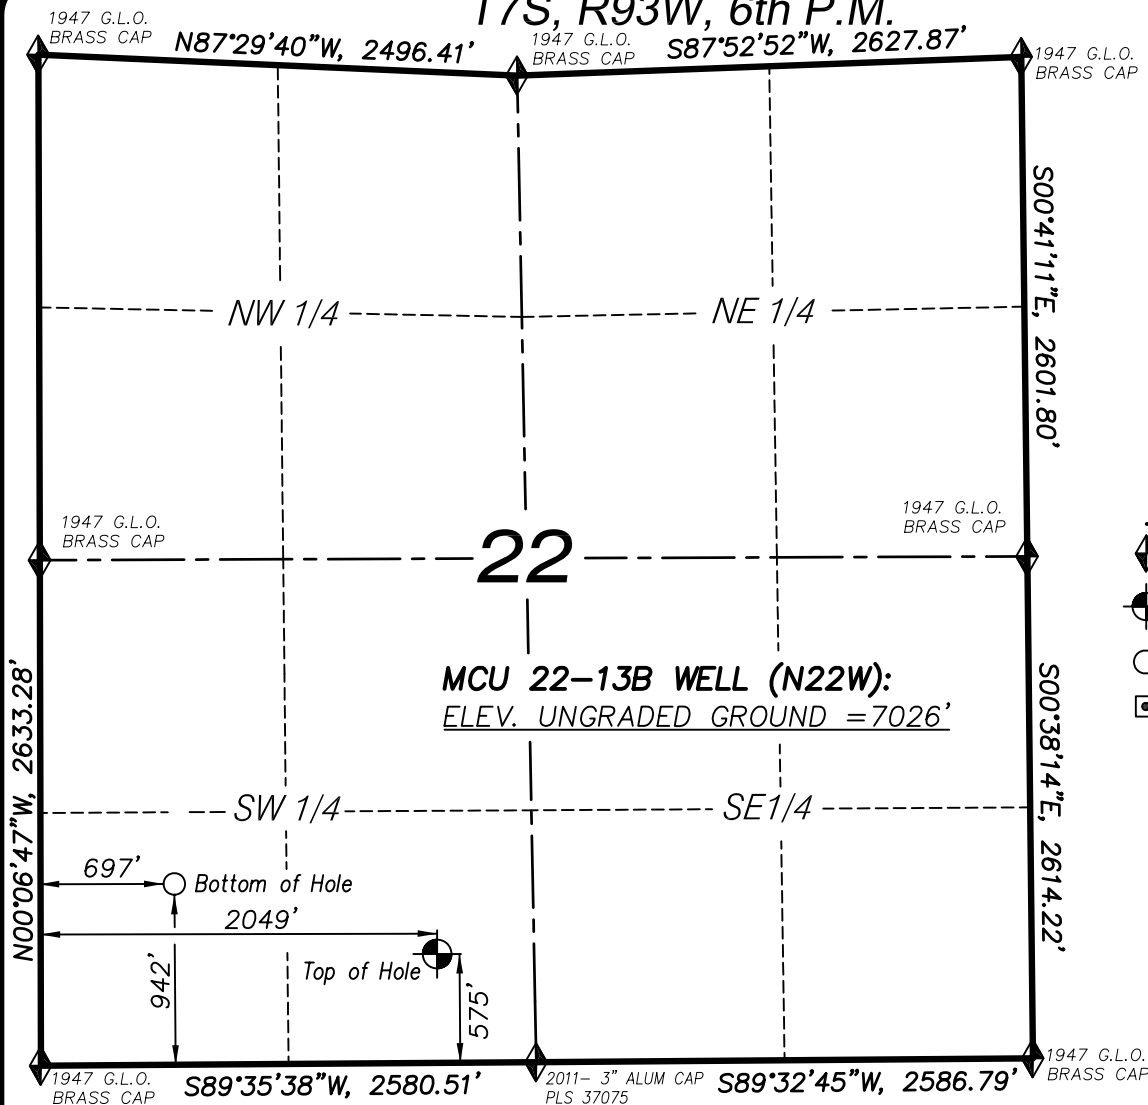 T7S, R93W, 6th P.M.
1947 G.L.O.
BRASS CAP
N87°29'40"W, 2496.41'
1947 G.L.O.
BRASS CAP
S87°52'52"W, 2627.87'
1947 G.L.O.
BRASS CAP
S00°41'11"E, 2601.80'
NW 1/4
NE 1/4
1947 G.L.O.
BRASS CAP
1947 G.L.O.
BRASS CAP
22
MCU 22-13B WELL (N22W):
ELEV. UNGRADED GROUND =7026'
N00°06'47"W, 2633.28'
S00°38'14"E, 2614.22'
SW 1/4
SE1/4
697'
Bottom of Hole
2049'
Top of Hole
942'
575'
1947 G.L.O.
BRASS CAP
S89°35'38"W, 2580.51'
2011- 3" ALUM CAP
PLS 37075
S89°32'45"W, 2586.79'
1947 G.L.O.
BRASS CAP